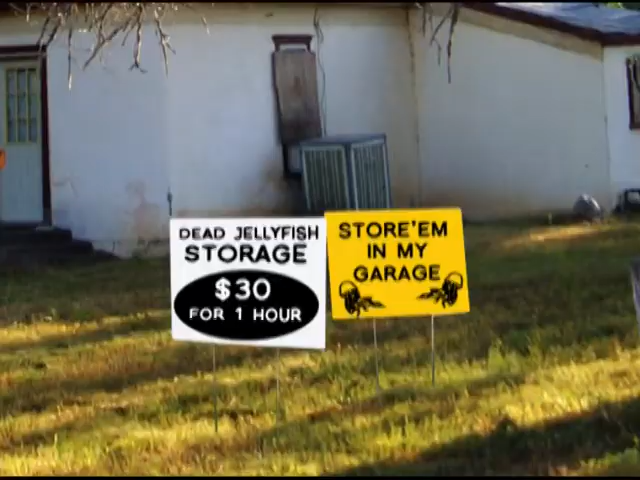 DEAD JELLYFISH
STORAGE
$30
FOR 1 HOUR
STORE'EM
IN MY
GARAGE